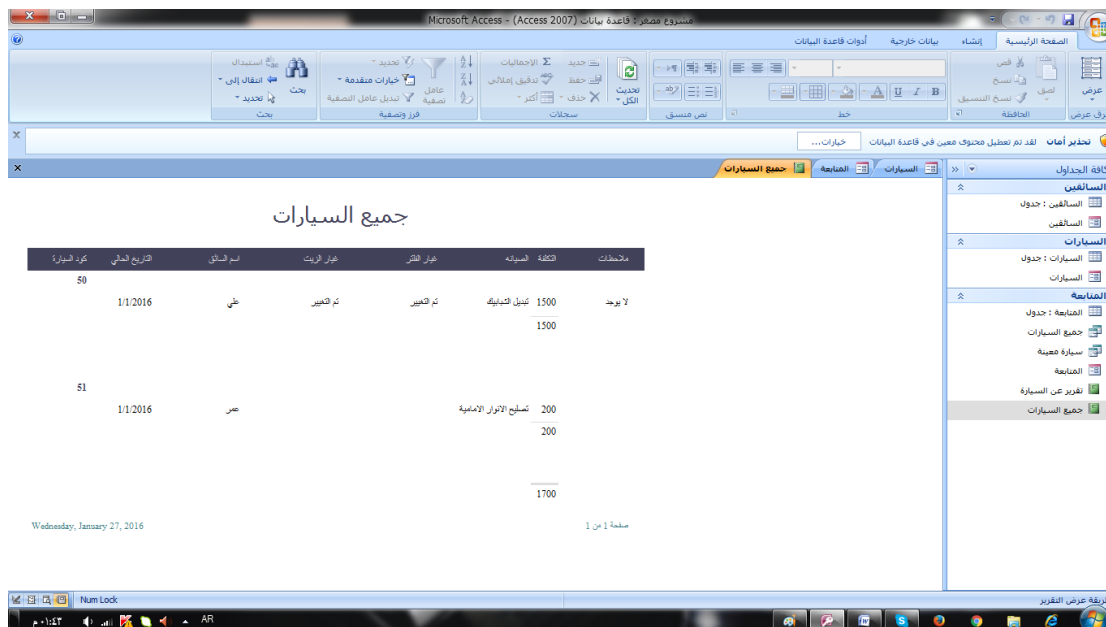 مشروع مصغر : قاعدة بيانات (Access 2007) - Microsoft Access
الصفحة الرئيسية إنشاء بيانات خارجية أدوات قاعدة البيانات
عرض لصق قص نسخ نسخ التنسيق
B I U A
تحديث الكل جديد حفظ حذف الإجماليات تدقيق إملائي أكثر
عامل تصفية تحديد خيارات متقدمة تبديل عامل التصفية
بحث استبدال انتقال إلى تحديد
رف عرض الحافظة خط نص منسق سجلات فرز وتصفية بحث
تحذير أمان لقد تم تعطيل محتوى معين في قاعدة البيانات خيارات...
كافة الجداول
السائقين
السائقين : جدول
السائقين
السيارات
السيارات : جدول
السيارات
المتابعة
المتابعة : جدول
جميع السيارات
سيارة معينة
المتابعة
تقرير عن السيارة
جميع السيارات
السيارات المتابعة جميع السيارات
جميع السيارات
ملاحظات التكلفة الصيانه غيار الزيت اسم السائق التاريخ الحالي كود السيارة
50
لا يوجد 1500 تبديل الشبابيك تم التغيير تم التغيير علي 1/1/2016
1500
51
200 تصليح الانوار الامامية عمر 1/1/2016
200
1700
صفحة 1 من 1 Wednesday, January 27, 2016
طريقة عرض التقرير Num Lock
AR ٠١:٤٣ م